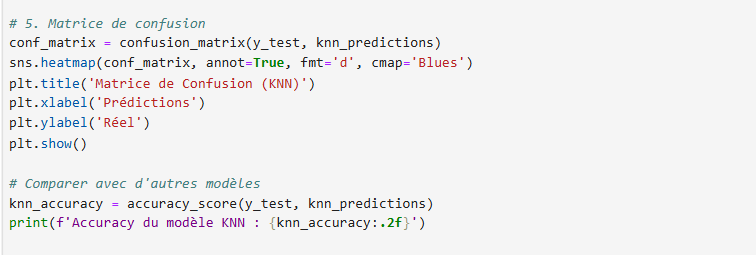 # 5. Matrice de confusion
conf_matrix = confusion_matrix(y_test, knn_predictions)
sns.heatmap(conf_matrix, annot=True, fmt='d', cmap='Blues')
plt.title('Matrice de Confusion (KNN)')
plt.xlabel('Prédictions')
plt.ylabel('Réel')
plt.show()
# Comparer avec d'autres modèles
knn_accuracy = accuracy_score(y_test, knn_predictions)
print(f'Accuracy du modèle KNN : {knn_accuracy:.2f}')